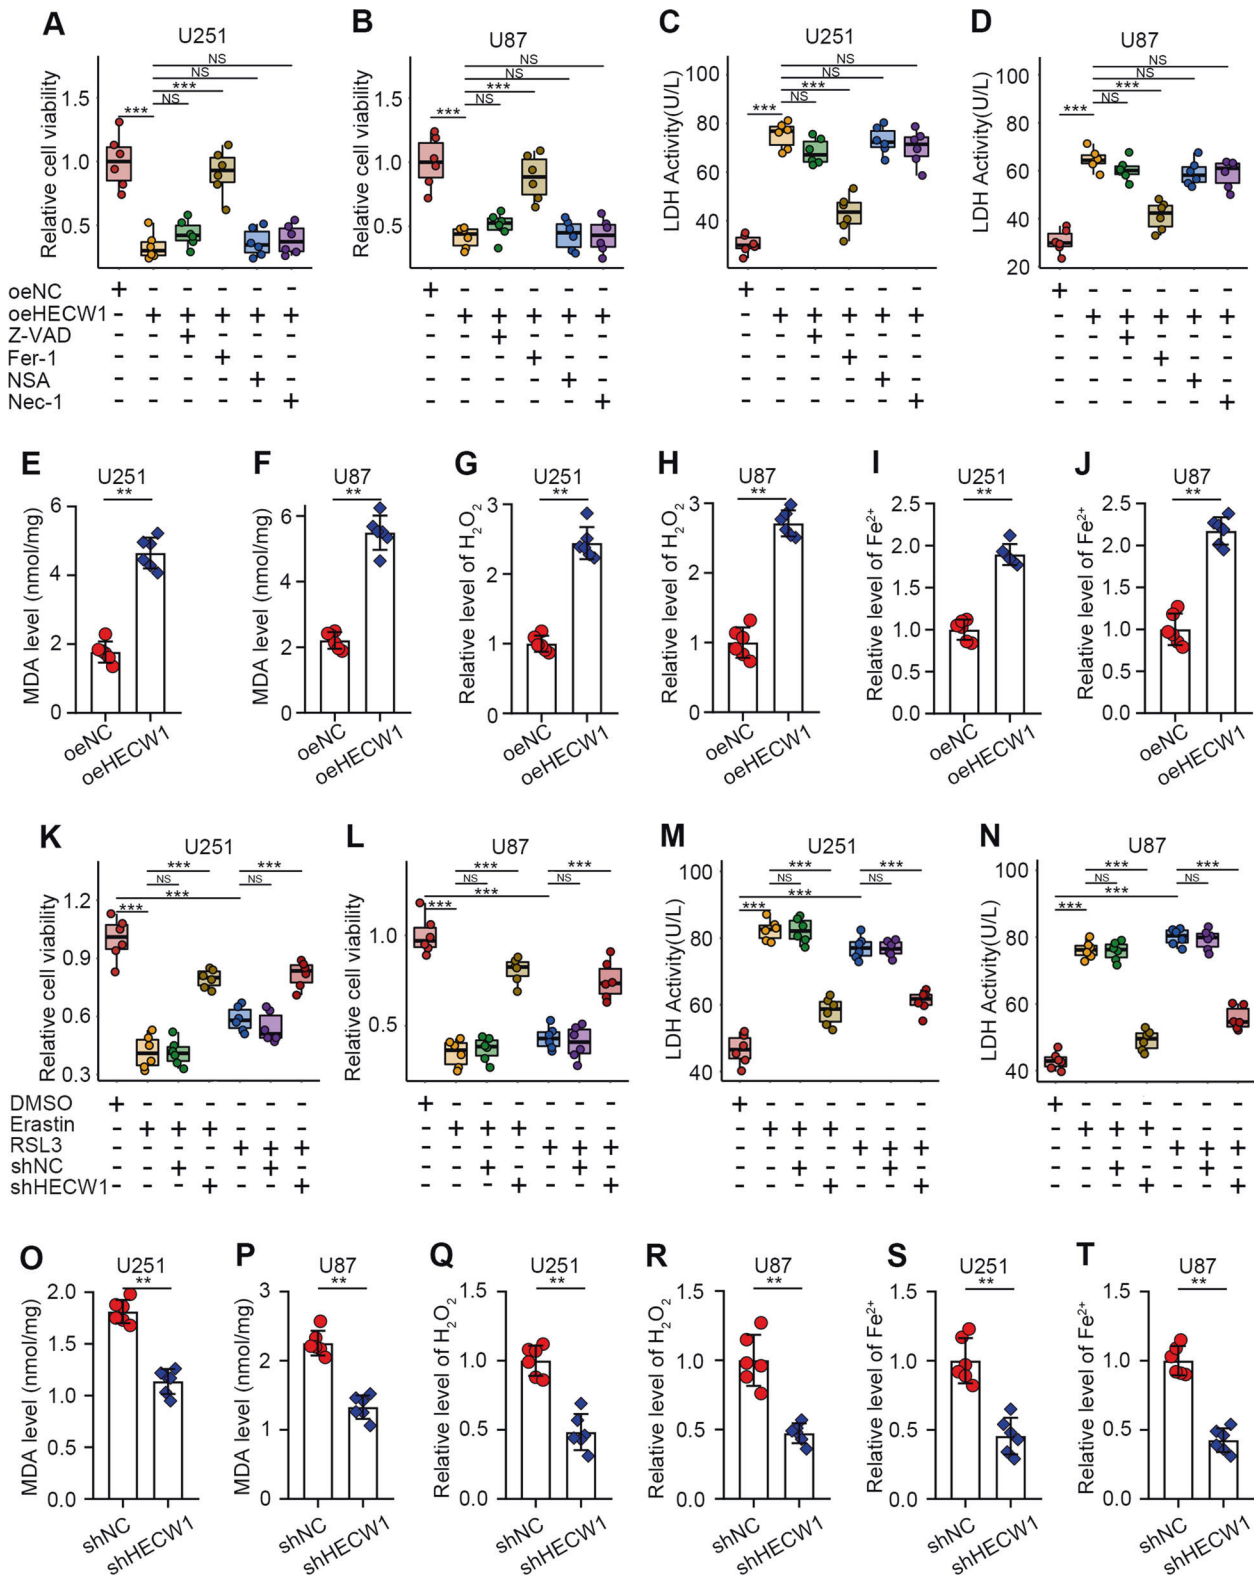 A
U251
Relative cell viability
1.5
1.0
0.5
NS
NS
***
NS
***
B
U87
Relative cell viability
1.5
1.0
0.5
NS
NS
***
NS
***
C
U251
LDH Activity(U/L)
100
80
60
40
NS
NS
***
NS
***
D
U87
LDH Activity(U/L)
100
80
60
40
20
NS
NS
***
NS
***
oeNC + - - - - - + - - - - - + - - - - - + - - - - -
oeHECW1 - + + + + + - + + + + + - + + + + + - + + + + +
Z-VAD - - + - - - - - + - - - - - + - - - - - + - - -
Fer-1 - - - + - - - - - + - - - - - + - - - - - + - -
NSA - - - - + - - - - - + - - - - - + - - - - - + -
Nec-1 - - - - - + - - - - - + - - - - - + - - - - - +
E
U251
**
MDA level (nmol/mg)
6
4
2
0
oeNC
oeHECW1
F
U87
**
MDA level (nmol/mg)
6
4
2
0
oeNC
oeHECW1
G
U251
**
Relative level of H₂O₂
3
2
1
0
oeNC
oeHECW1
H
U87
**
Relative level of H₂O₂
3
2
1
0
oeNC
oeHECW1
I
U251
**
Relative level of Fe²⁺
2.5
2.0
1.5
1.0
0.5
0.0
oeNC
oeHECW1
J
U87
**
Relative level of Fe²⁺
2.5
2.0
1.5
1.0
0.5
0.0
oeNC
oeHECW1
K
U251
Relative cell viability
1.2
0.9
0.6
0.3
*** ***
NS NS
***
***
L
U87
Relative cell viability
1.0
0.5
*** ***
NS NS
***
***
M
U251
LDH Activity(U/L)
100
80
60
40
*** ***
NS NS
***
***
N
U87
LDH Activity(U/L)
100
80
60
40
*** ***
NS NS
***
***
DMSO + - - - - - - + - - - - - - + - - - - - - + - - - - - -
Erastin - + + + - - - - + + + - - - - + + + - - - - + + + - - -
RSL3 - - - - + + + - - - - + + + - - - - + + + - - - - + + +
shNC - - + - - + - - - + - - + - - - + - - + - - - + - - + -
shHECW1 - - - + - - + - - - + - - + - - - + - - + - - - + - - +
O
U251
**
MDA level (nmol/mg)
2.0
1.5
1.0
0.5
0.0
shNC
shHECW1
P
U87
**
MDA level (nmol/mg)
3
2
1
0
shNC
shHECW1
Q
U251
**
Relative level of H₂O₂
1.5
1.0
0.5
0.0
shNC
shHECW1
R
U87
**
Relative level of H₂O₂
1.5
1.0
0.5
0.0
shNC
shHECW1
S
U251
**
Relative level of Fe²⁺
1.5
1.0
0.5
0.0
shNC
shHECW1
T
U87
**
Relative level of Fe²⁺
1.5
1.0
0.5
0.0
shNC
shHECW1